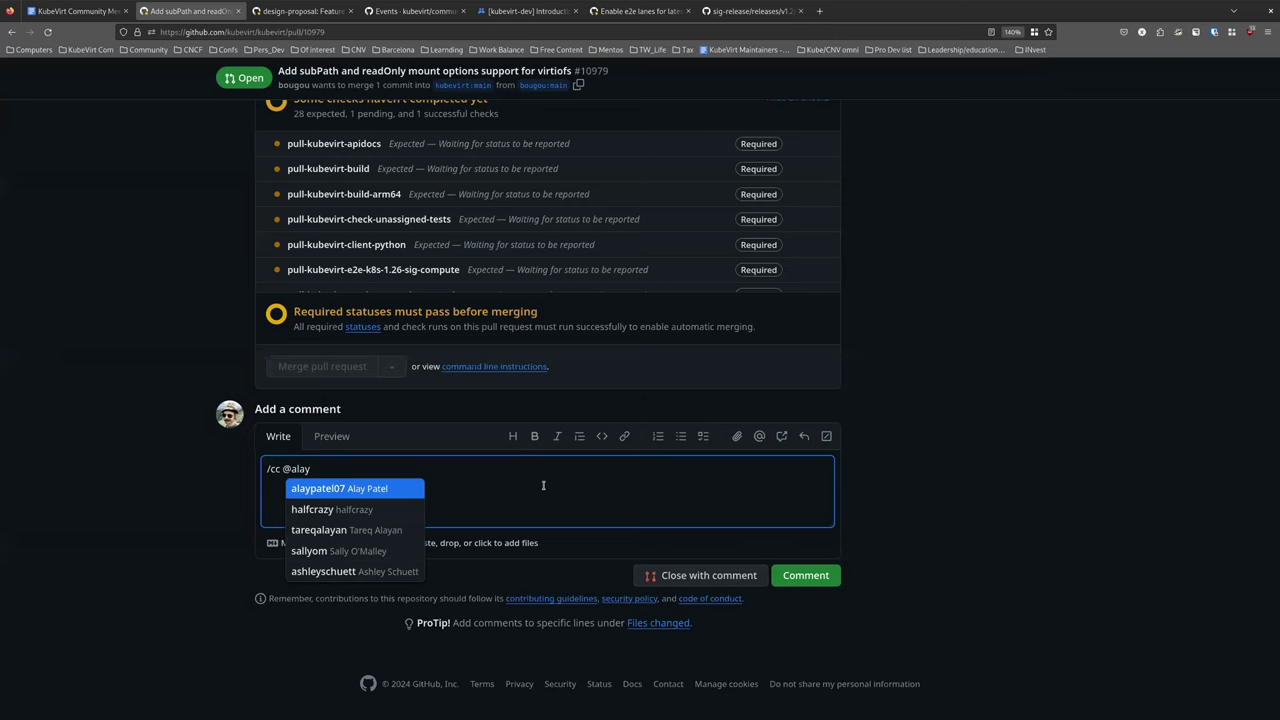 KubeVirt Community Me
Add subPath and readOn
design-proposal: Feature
Events · kubevirt/commu
[kubevirt-dev] Introductio
Enable e2e lanes for late
sig-release/releases/v1.2
https://github.com/kubevirt/kubevirt/pull/10979
140%
Computers
KubeVirt Com
Community
CNCF
Confs
Pers_Dev
Of interest
CNV
Barcelona
Learnding
Work Balance
Free Content
Mentos
TW_Life
Tax
KubeVirt Maintainers -...
Kube/CNV omni
Pro Dev list
Leadership/education...
INvest
Open
Add subPath and readOnly mount options support for virtiofs #10979
bougou wants to merge 1 commit into kubevirt:main from bougou:main
Some checks haven't completed yet
28 expected, 1 pending, and 1 successful checks
pull-kubevirt-apidocs Expected — Waiting for status to be reported Required
pull-kubevirt-build Expected — Waiting for status to be reported Required
pull-kubevirt-build-arm64 Expected — Waiting for status to be reported Required
pull-kubevirt-check-unassigned-tests Expected — Waiting for status to be reported Required
pull-kubevirt-client-python Expected — Waiting for status to be reported Required
pull-kubevirt-e2e-k8s-1.26-sig-compute Expected — Waiting for status to be reported Required
Required statuses must pass before merging
All required statuses and check runs on this pull request must run successfully to enable automatic merging.
Merge pull request or view command line instructions.
Add a comment
Write Preview
/cc @alay
alaypatel07 Alay Patel
halfcrazy halfcrazy
tareqalayan Tareq Alayan
sallyom Sally O'Malley
ashleyschuett Ashley Schuett
ste, drop, or click to add files
Close with comment
Comment
Remember, contributions to this repository should follow its contributing guidelines, security policy, and code of conduct.
ProTip! Add comments to specific lines under Files changed.
© 2024 GitHub, Inc. Terms Privacy Security Status Docs Contact Manage cookies Do not share my personal information